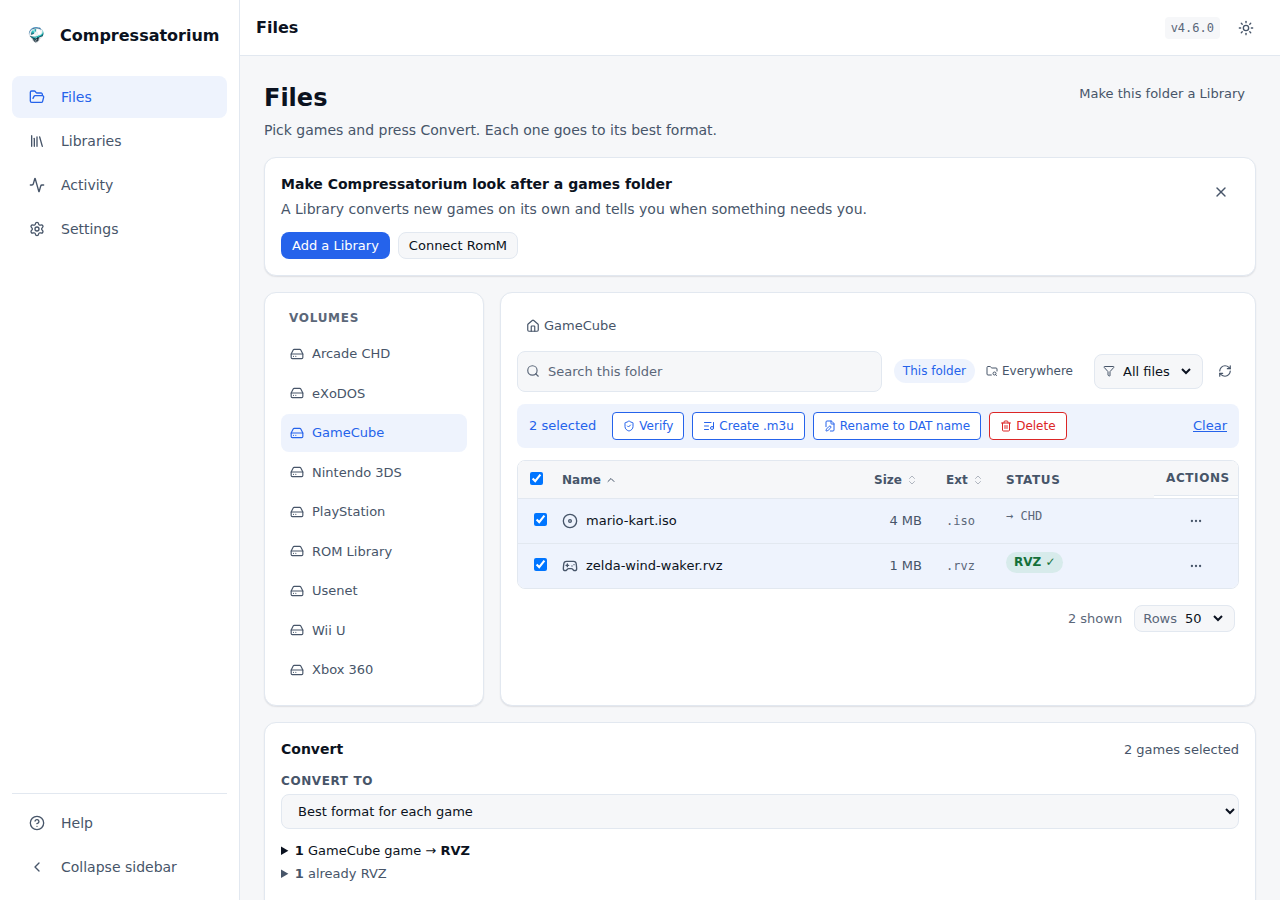 Compressatorium
Files
v4.6.0
Files
Libraries
Activity
Settings
Help
Collapse sidebar
Files
Make this folder a Library
Pick games and press Convert. Each one goes to its best format.
Make Compressatorium look after a games folder
A Library converts new games on its own and tells you when something needs you.
Add a Library
Connect RomM
VOLUMES
Arcade CHD
eXoDOS
GameCube
Nintendo 3DS
PlayStation
ROM Library
Usenet
Wii U
Xbox 360
GameCube
Search this folder
This folder
Everywhere
All files
2 selected
Verify
Create .m3u
Rename to DAT name
Delete
Clear
Name
Size
Ext
STATUS
ACTIONS
mario-kart.iso
4 MB
.iso
→ CHD
zelda-wind-waker.rvz
1 MB
.rvz
RVZ ✓
2 shown
Rows 50
Convert
2 games selected
CONVERT TO
Best format for each game
1 GameCube game → RVZ
1 already RVZ